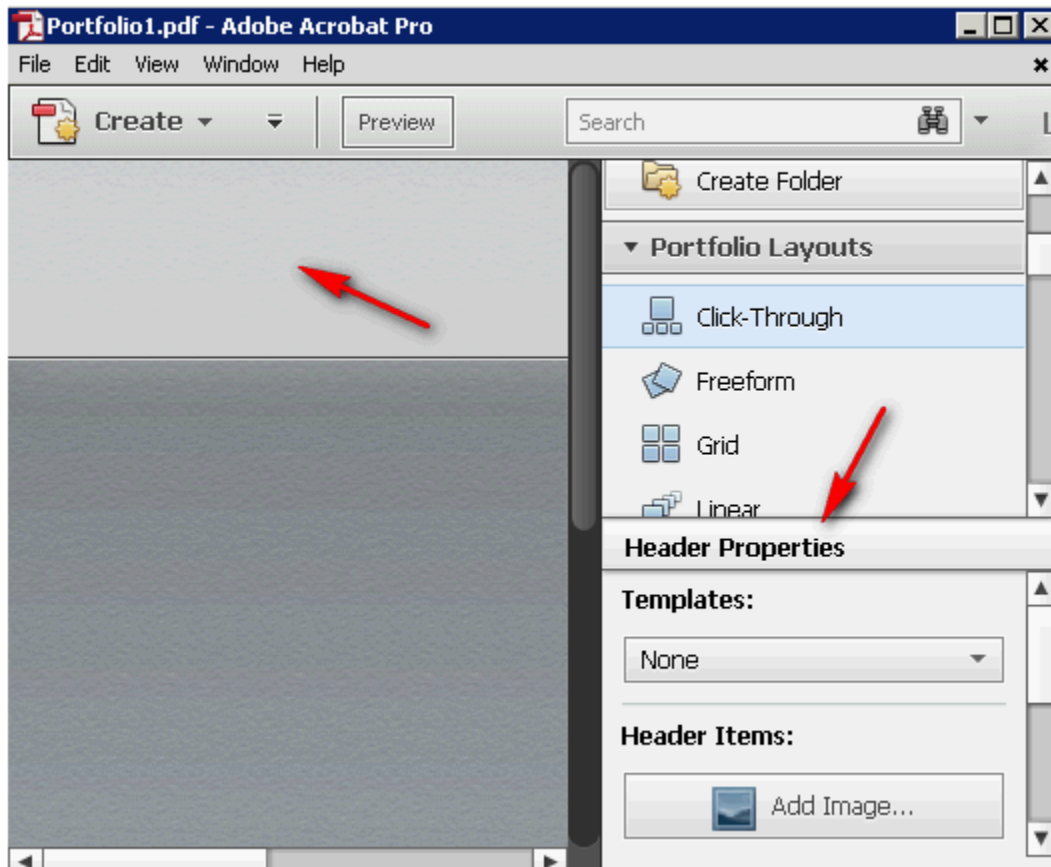 Portfolio1.pdf - Adobe Acrobat Pro
File Edit View Window Help
Create Preview Search
Create Folder
Portfolio Layouts
Click-Through
Freeform
Grid
Linear
Header Properties
Templates:
None
Header Items:
Add Image...